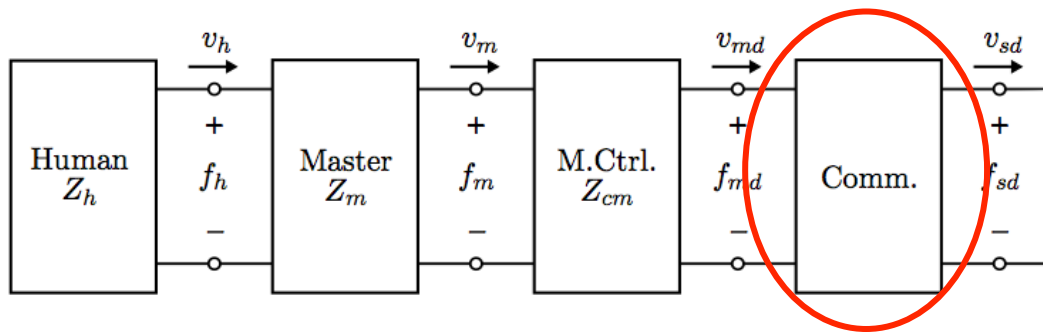 v_h v_m v_md v_sd
+ + + +
Human Master M.Ctrl. Comm.
Z_h Z_m Z_cm
f_h f_m f_md f_sd
− − − −